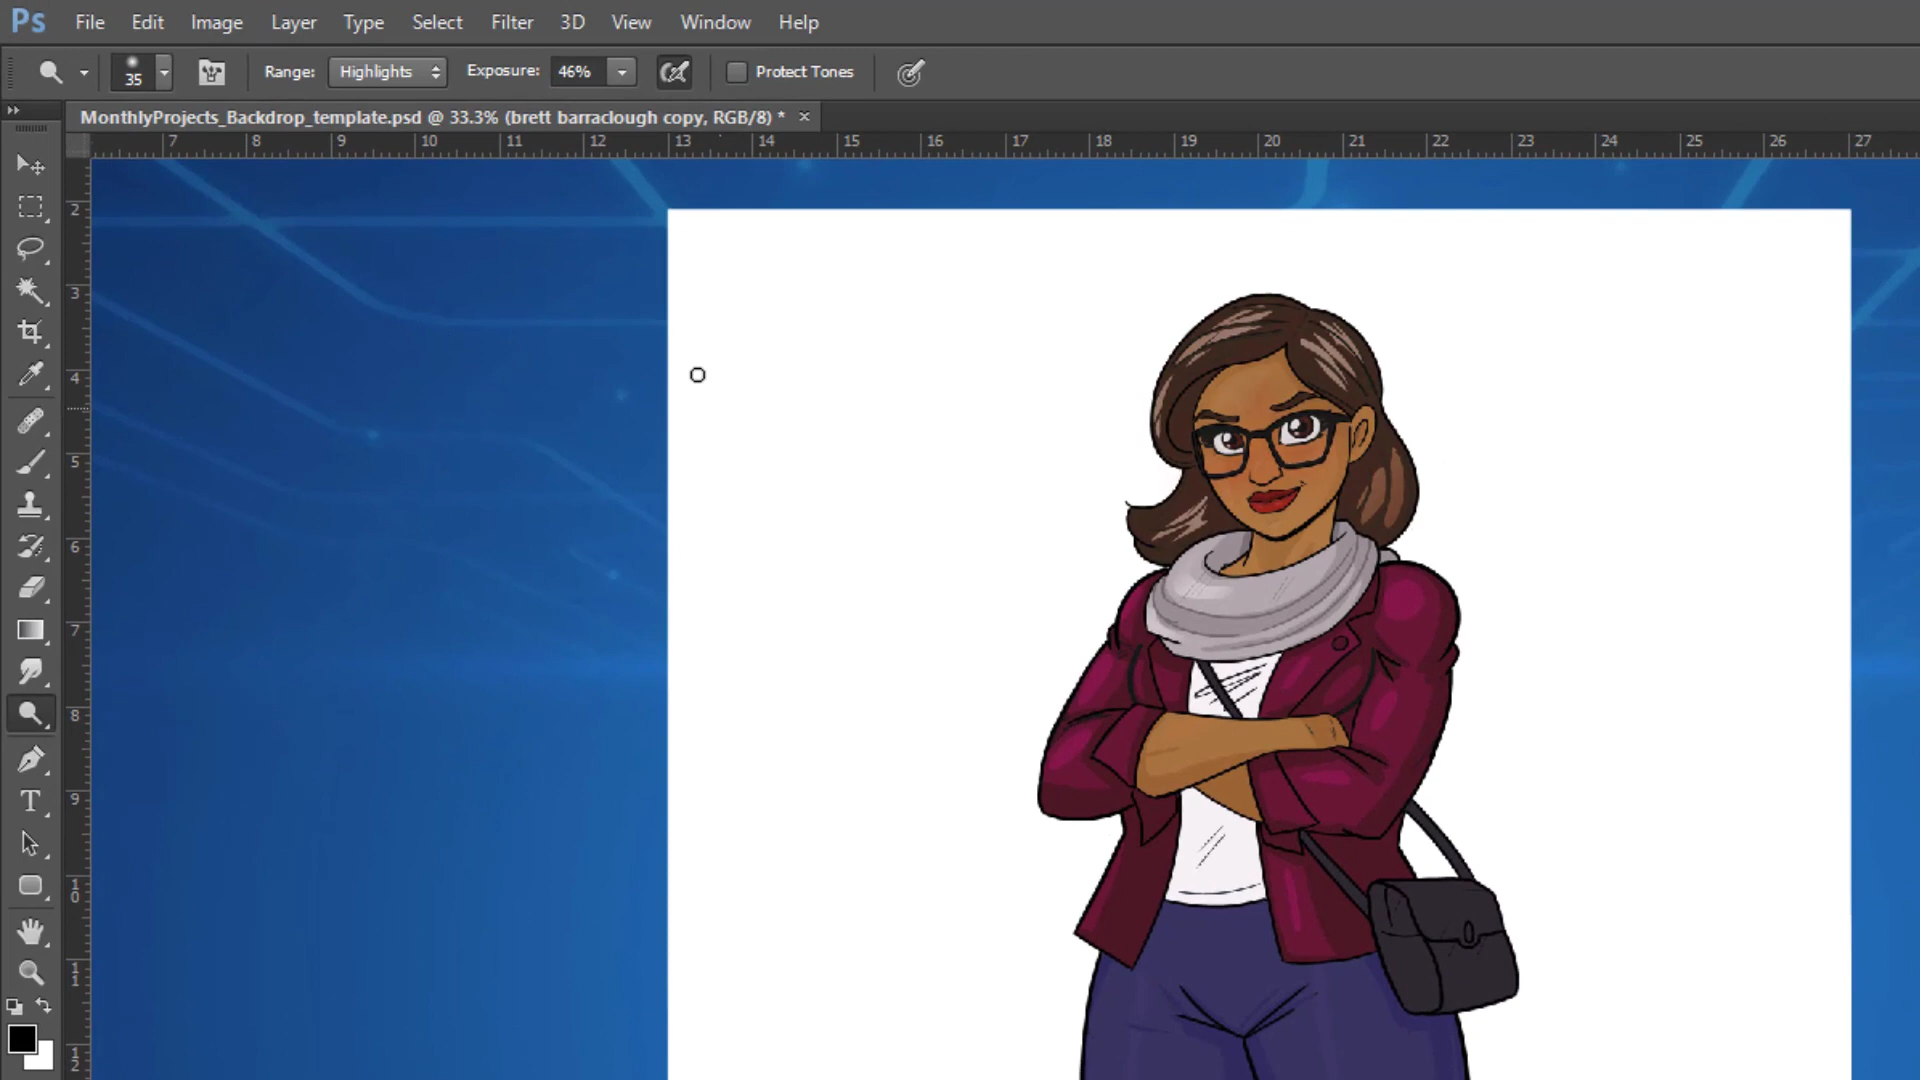 Ps File Edit Image Layer Type Select Filter 3D View Window Help
35 Range: Highlights Exposure: 46% Protect Tones
MonthlyProjects_Backdrop_template.psd @ 33.3% (brett barraclough copy, RGB/8) * ×
7 8 9 10 11 12 13 14 15 16 17 18 19 20 21 22 23 24 25 26 27
2
3
4
5
6
7
8
9
10
11
12
T